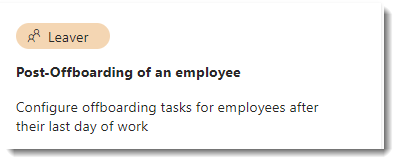 Leaver
Post-Offboarding of an employee
Configure offboarding tasks for employees after
their last day of work